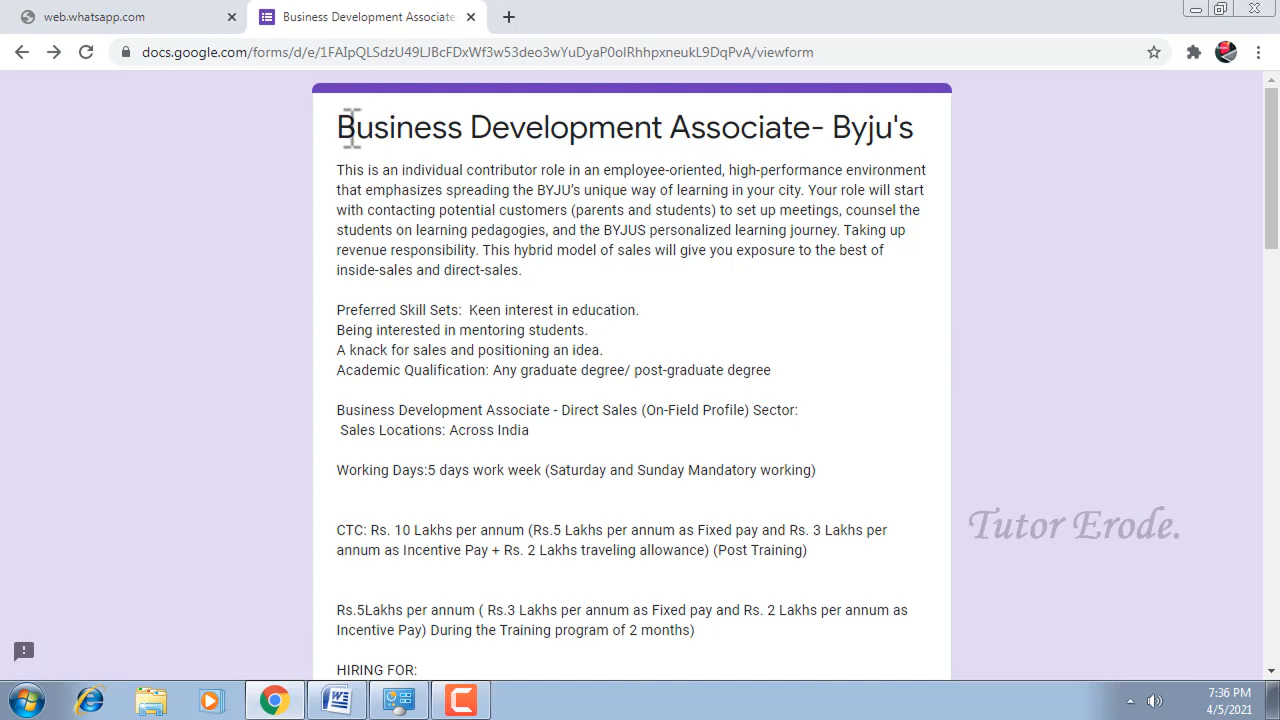 web.whatsapp.com
Business Development Associate
docs.google.com/forms/d/e/1FAIpQLSdzU49LJBcFDxWf3w53deo3wYuDyaP0olRhhpxneukL9DqPvA/viewform
Business Development Associate- Byju's
This is an individual contributor role in an employee-oriented, high-performance environment
that emphasizes spreading the BYJU's unique way of learning in your city. Your role will start
with contacting potential customers (parents and students) to set up meetings, counsel the
students on learning pedagogies, and the BYJUS personalized learning journey. Taking up
revenue responsibility. This hybrid model of sales will give you exposure to the best of
inside-sales and direct-sales.
Preferred Skill Sets:  Keen interest in education.
Being interested in mentoring students.
A knack for sales and positioning an idea.
Academic Qualification: Any graduate degree/ post-graduate degree
Business Development Associate - Direct Sales (On-Field Profile) Sector:
Sales Locations: Across India
Working Days:5 days work week (Saturday and Sunday Mandatory working)
CTC: Rs. 10 Lakhs per annum (Rs.5 Lakhs per annum as Fixed pay and Rs. 3 Lakhs per
annum as Incentive Pay + Rs. 2 Lakhs traveling allowance) (Post Training)
Tutor Erode.
Rs.5Lakhs per annum ( Rs.3 Lakhs per annum as Fixed pay and Rs. 2 Lakhs per annum as
Incentive Pay) During the Training program of 2 months)
HIRING FOR:
7:36 PM
4/5/2021